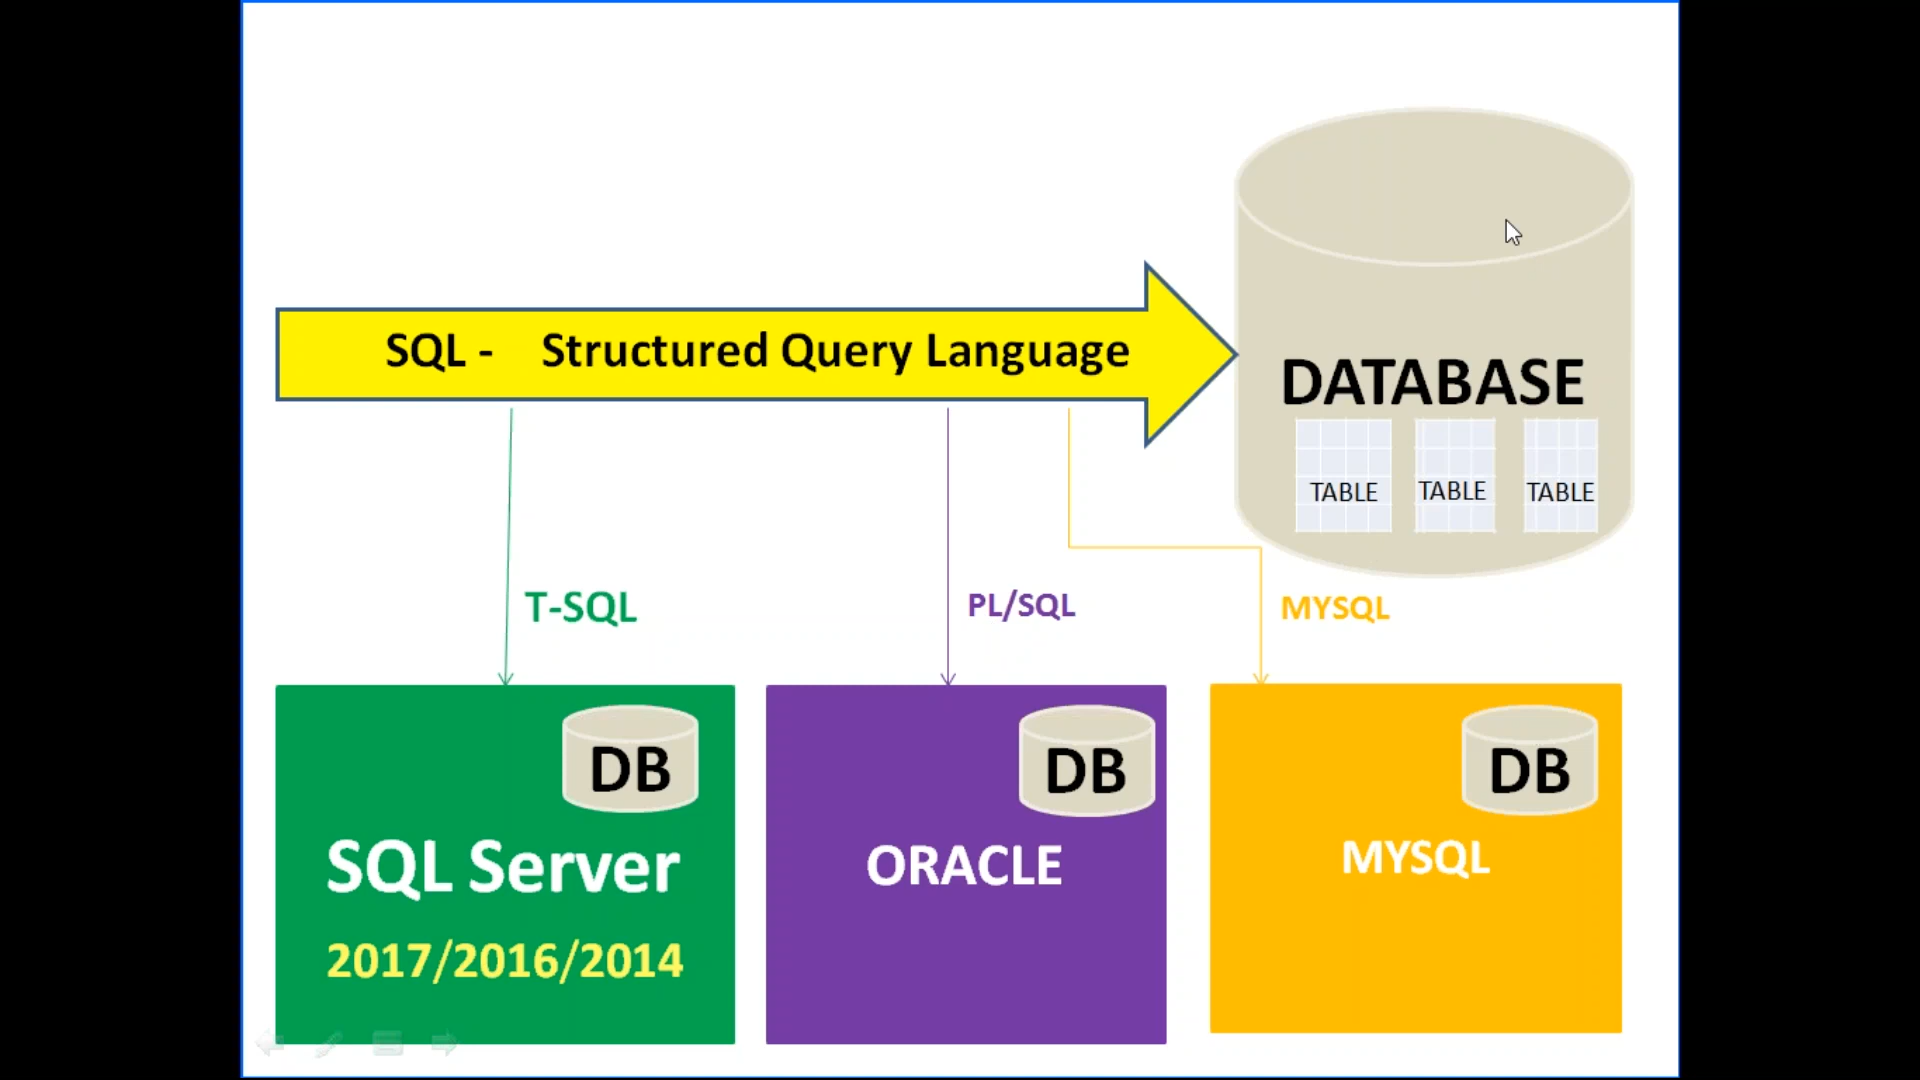 SQL - Structured Query Language
DATABASE
TABLE TABLE TABLE
T-SQL
PL/SQL
MYSQL
DB
SQL Server
2017/2016/2014
DB
ORACLE
DB
MYSQL